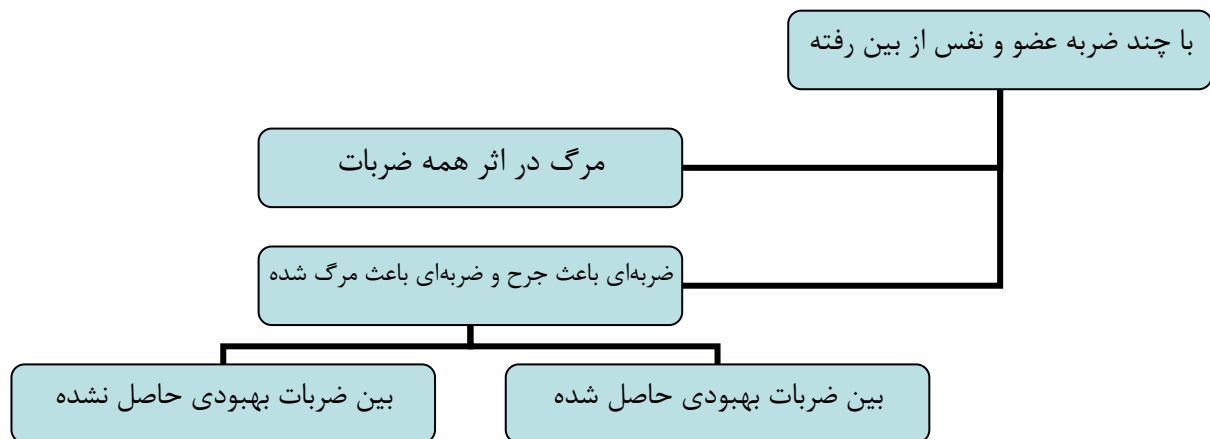 با چند ضربه عضو و نفس از بین رفته
مرگ در اثر همه ضربات
ضربه‌ای باعث جرح و ضربه‌ای باعث مرگ شده
بین ضربات بهبودی حاصل شده
بین ضربات بهبودی حاصل نشده